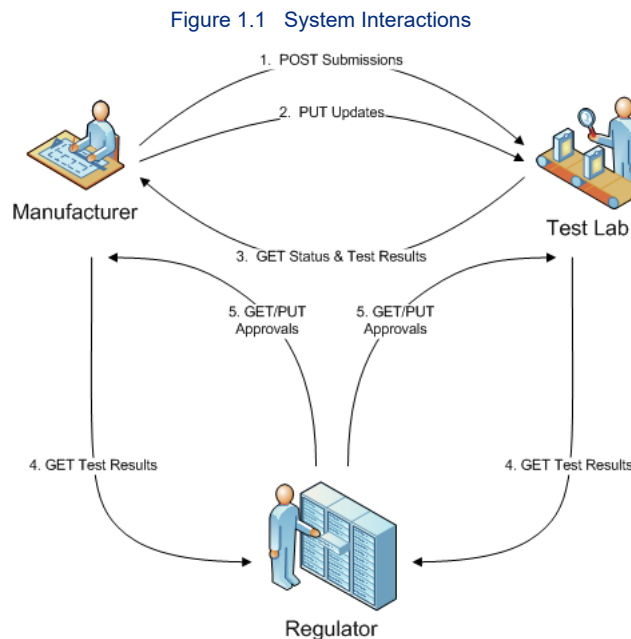 Figure 1.1 System Interactions
1. POST Submissions
2. PUT Updates
Manufacturer
Test Lab
3. GET Status & Test Results
5. GET/PUT
Approvals
5. GET/PUT
Approvals
4. GET Test Results
4. GET Test Results
Regulator